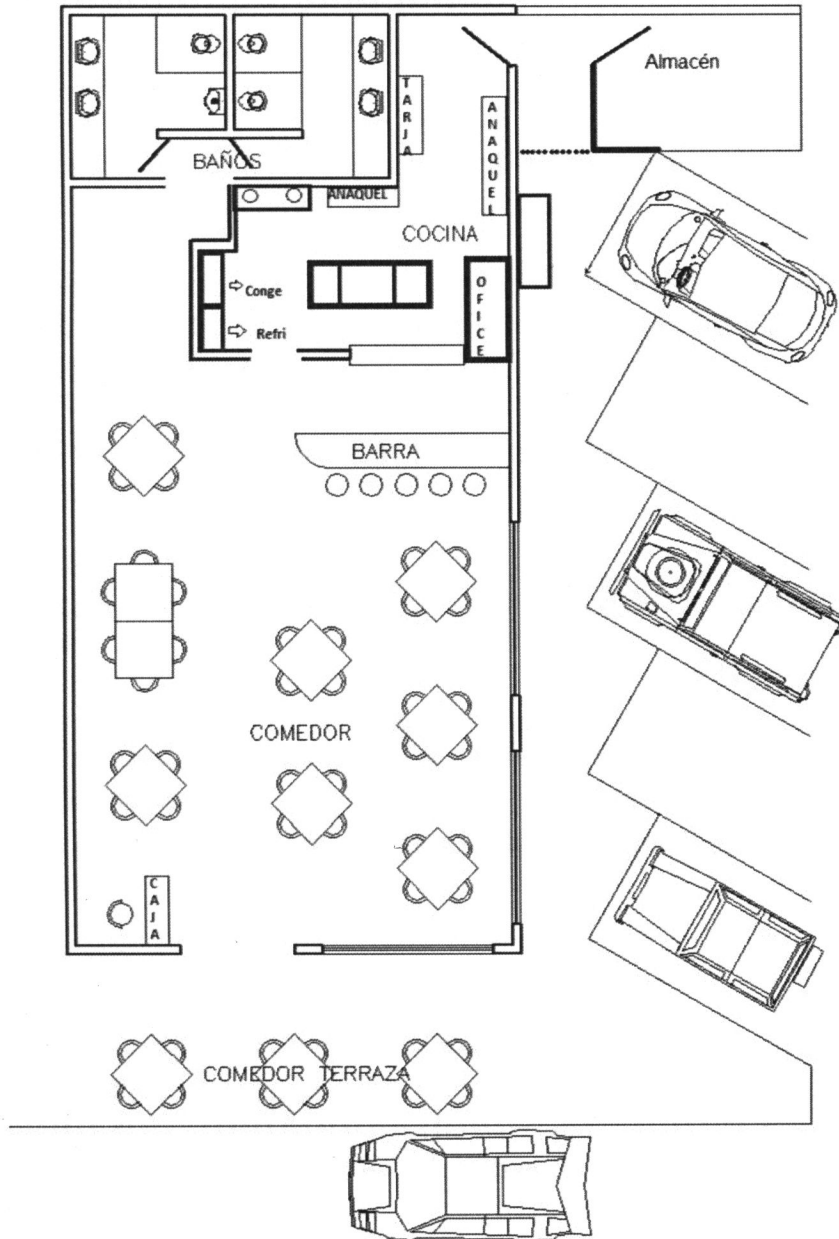 Almacén
TARJA
ANAQUEL
BAÑOS
ANAQUEL
COCINA
Conge
OFICE
Refri
BARRA
COMEDOR
CAJA
COMEDOR TERRAZA